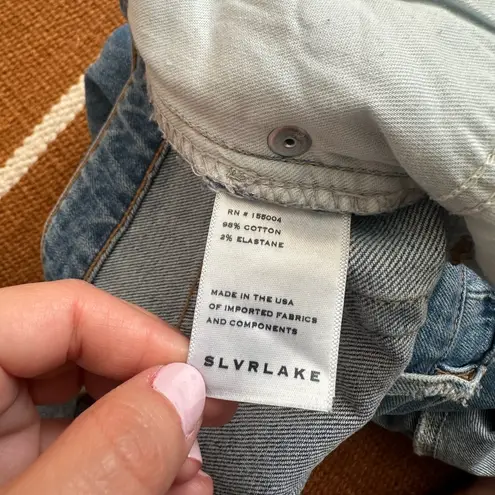 RN # 155004
98% COTTON
2% ELASTANE
MADE IN THE USA
OF IMPORTED FABRICS
AND COMPONENTS
SLVRLAKE